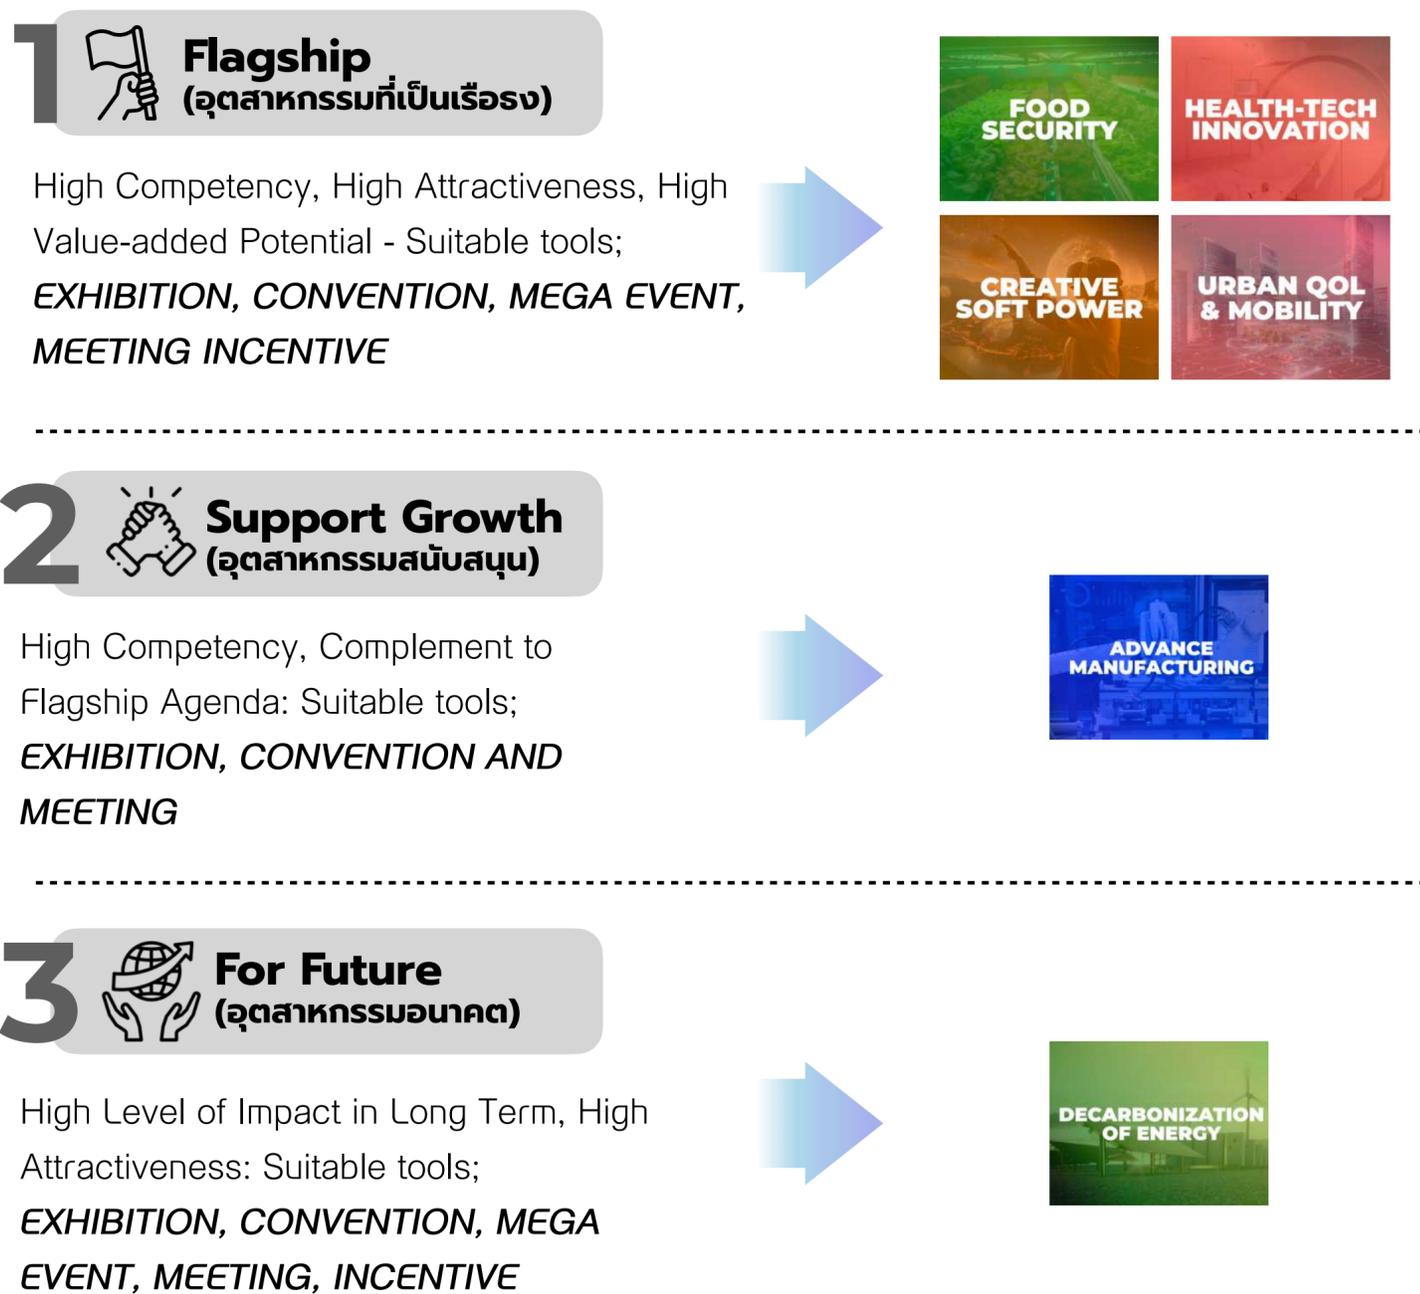 1
Flagship
(อุตสาหกรรมที่เป็นเรือธง)
High Competency, High Attractiveness, High
Value-added Potential - Suitable tools;
EXHIBITION, CONVENTION, MEGA EVENT,
MEETING INCENTIVE
FOOD
SECURITY
HEALTH-TECH
INNOVATION
CREATIVE
SOFT POWER
URBAN QOL
& MOBILITY
2
Support Growth
(อุตสาหกรรมสนับสนุน)
High Competency, Complement to
Flagship Agenda: Suitable tools;
EXHIBITION, CONVENTION AND
MEETING
ADVANCE
MANUFACTURING
3
For Future
(อุตสาหกรรมอนาคต)
High Level of Impact in Long Term, High
Attractiveness: Suitable tools;
EXHIBITION, CONVENTION, MEGA
EVENT, MEETING, INCENTIVE
DECARBONIZATION
OF ENERGY